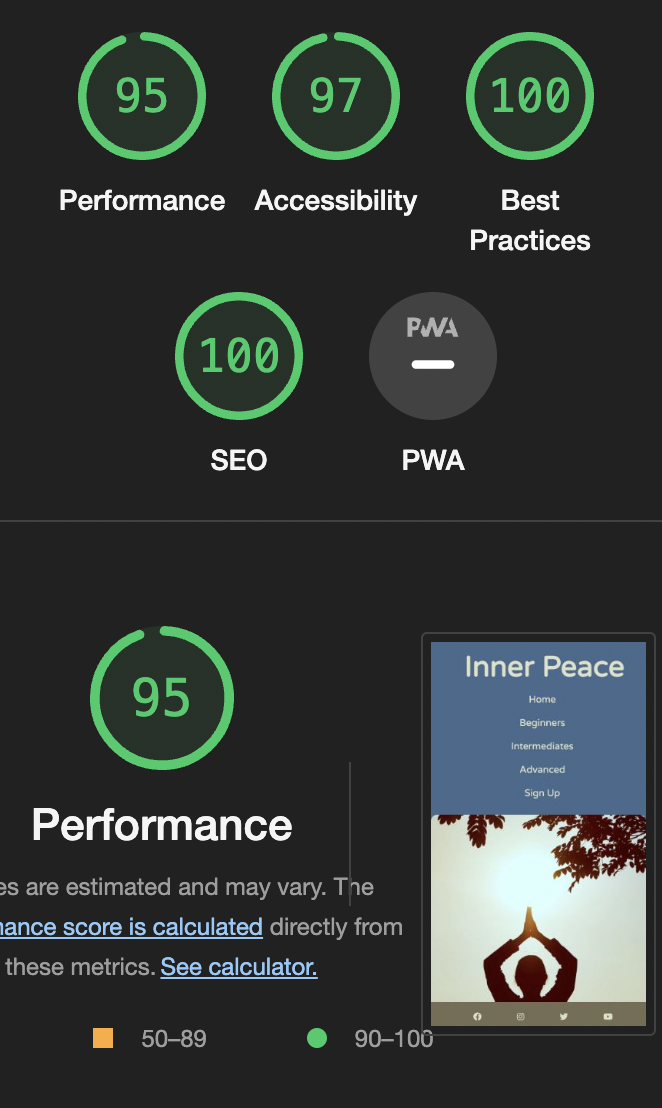 95
97
100
Performance
Accessibility
Best
Practices
100
PWA
SEO
PWA
95
Performance
es are estimated and may vary. The
nance score is calculated directly from
these metrics. See calculator.
50–89
90–100
Inner Peace
Home
Beginners
Intermediates
Advanced
Sign Up